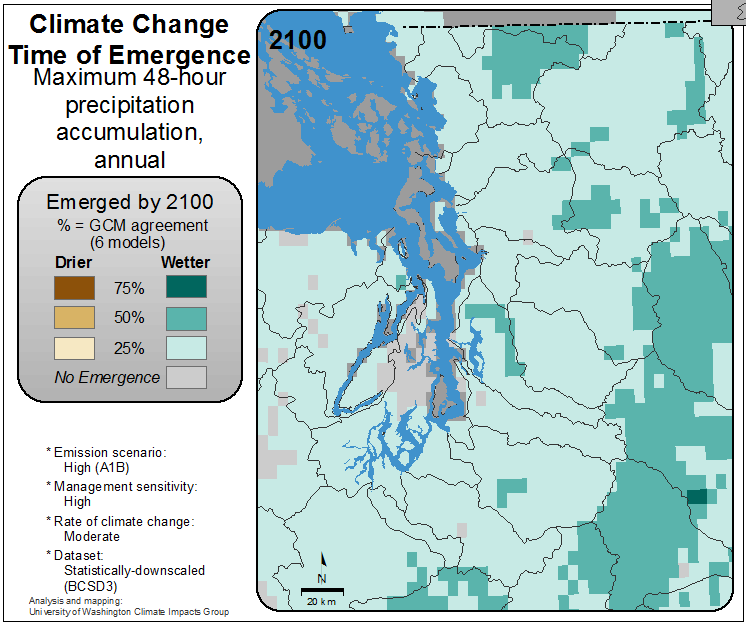 Climate Change
Time of Emergence
Maximum 48-hour
precipitation
accumulation,
annual
Emerged by 2100
% = GCM agreement
(6 models)
Drier Wetter
75%
50%
25%
No Emergence
* Emission scenario:
High (A1B)
* Management sensitivity:
High
* Rate of climate change:
Moderate
* Dataset:
Statistically-downscaled
(BCSD3)
Analysis and mapping:
University of Washington Climate Impacts Group
2100
N
20 km